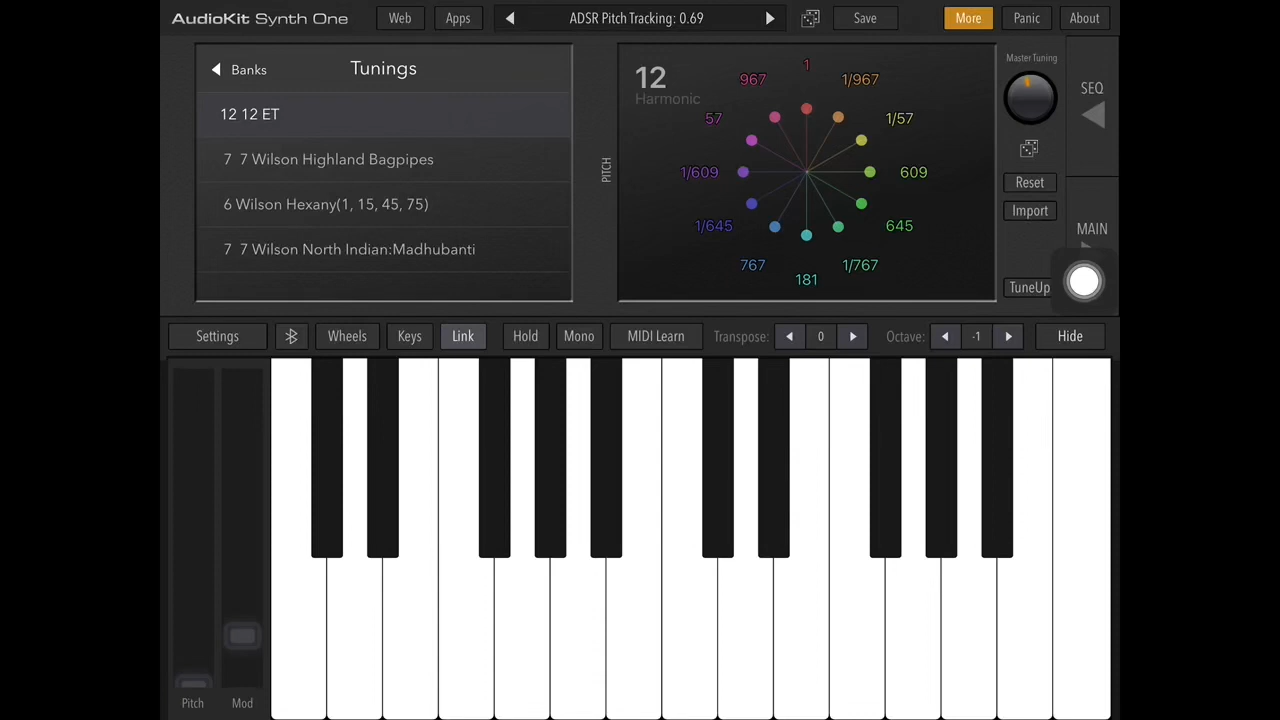 AudioKit Synth One
Web
Apps
ADSR Pitch Tracking: 0.69
Save
More
Panic
About
Banks
Tunings
12 12 ET
7 7 Wilson Highland Bagpipes
6 Wilson Hexany(1, 15, 45, 75)
7 7 Wilson North Indian:Madhubanti
PITCH
12
Harmonic
1
1/967
1/57
609
645
1/767
181
767
1/645
1/609
57
967
Master Tuning
Reset
Import
TuneUp
SEQ
MAIN
Settings
Wheels
Keys
Link
Hold
Mono
MIDI Learn
Transpose:
0
Octave:
-1
Hide
Pitch
Mod